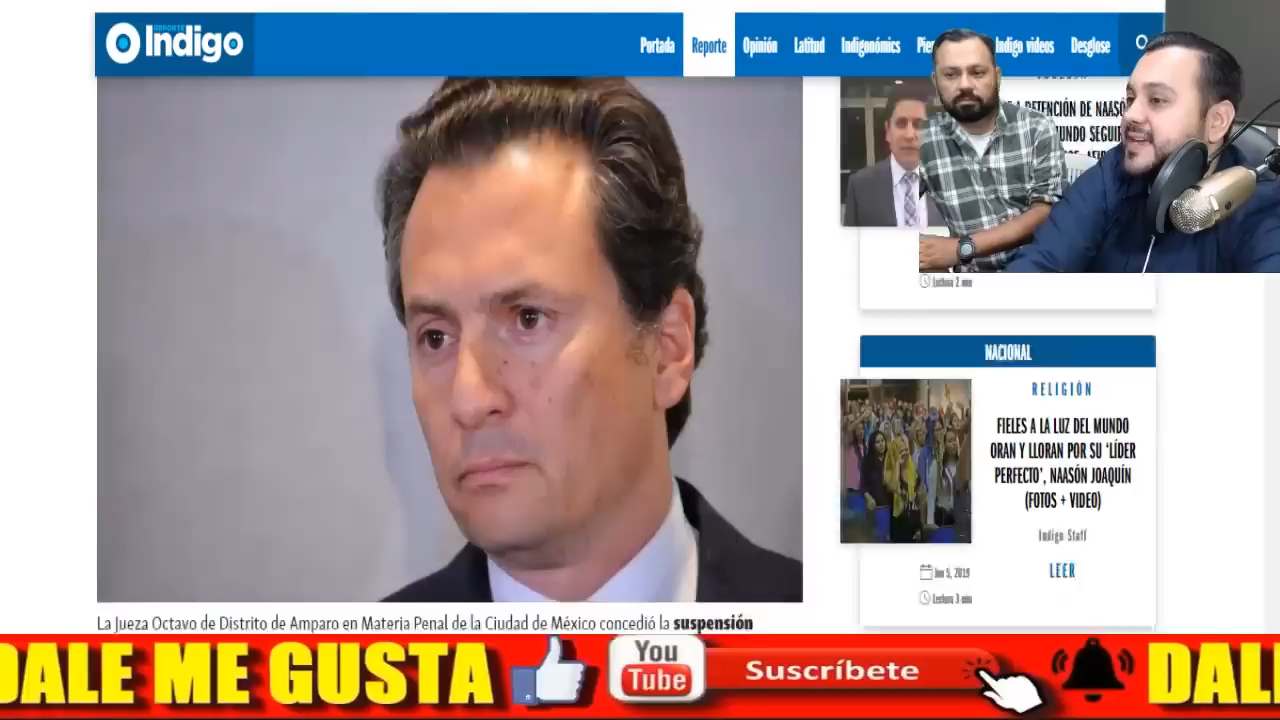 REPORTE
Indigo
Portada
Reporte
Opinión
Latitud
Indigonómics
Indigo videos
Desglose
DETENCIÓN DE
Lectura 2 min
NACIONAL
RELIGIÓN
FIELES A LA LUZ DEL MUNDO
ORAN Y LLORAN POR SU 'LÍDER
PERFECTO', NAASÓN JOAQUÍN
(FOTOS + VIDEO)
Indigo Staff
Jun 5, 2019
LEER
Lectura 3 min
La Jueza Octavo de Distrito de Amparo en Materia Penal de la Ciudad de México concedió la suspensión
DALE ME GUSTA
You
Tube
Suscríbete
DAL